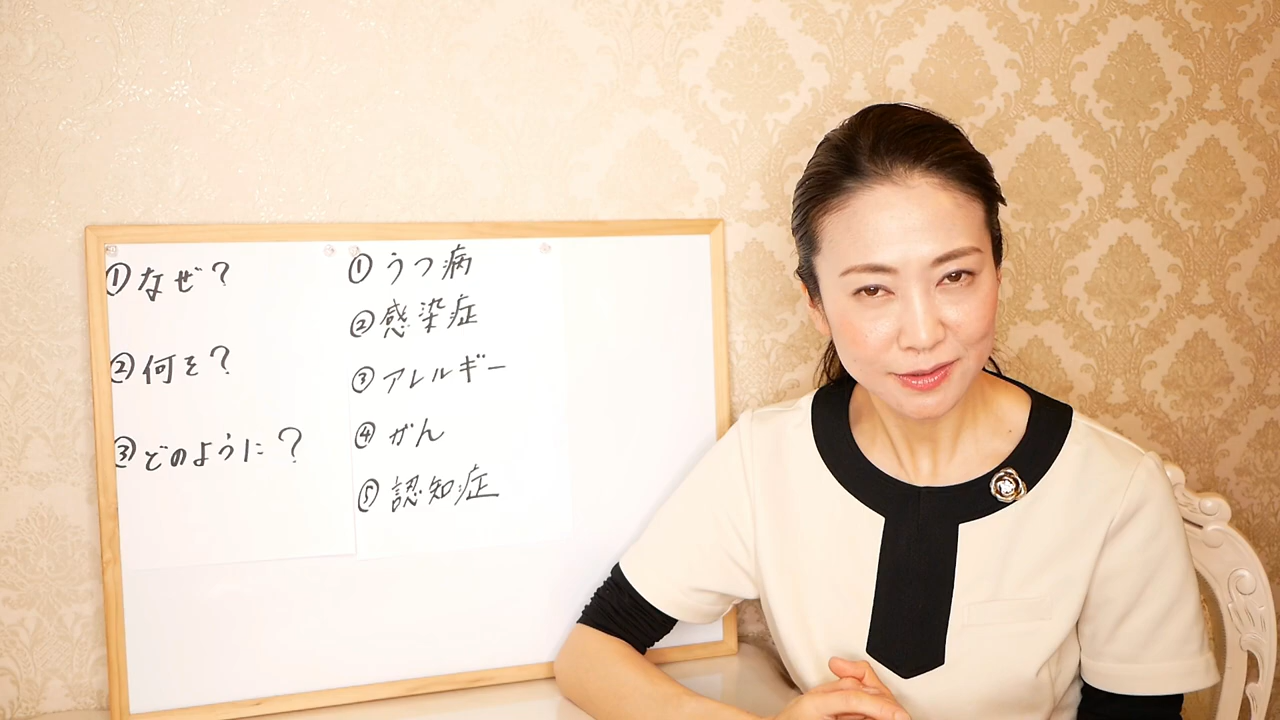 ①なぜ?
②何を?
③どのように?
①うつ病
②感染症
③アレルギー
④がん
⑤認知症